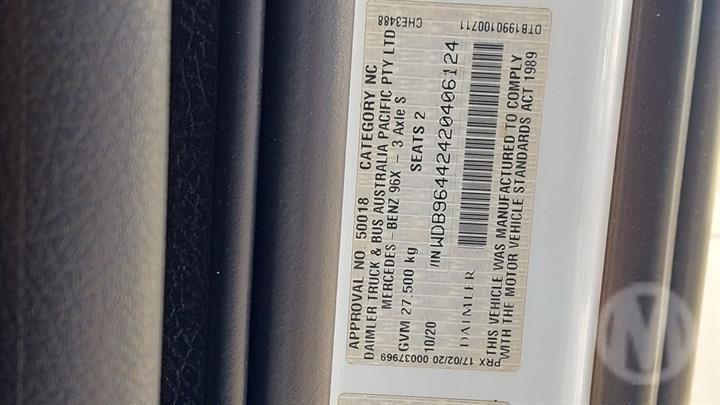 APPROVAL NO. 50018 CATEGORY NC
DAIMLER TRUCK & BUS AUSTRALIA PACIFIC PTY LTD
MERCEDES-BENZ 96X - 3 Axle S
GVM 27,500 kg SEATS 2
10/20 VIN WDB96442420406124
DAIMLER
THIS VEHICLE WAS MANUFACTURED TO COMPLY
WITH THE MOTOR VEHICLE STANDARDS ACT 1989
PRX 17/02/20 00037969
CHE3488
DTB1990100711
M